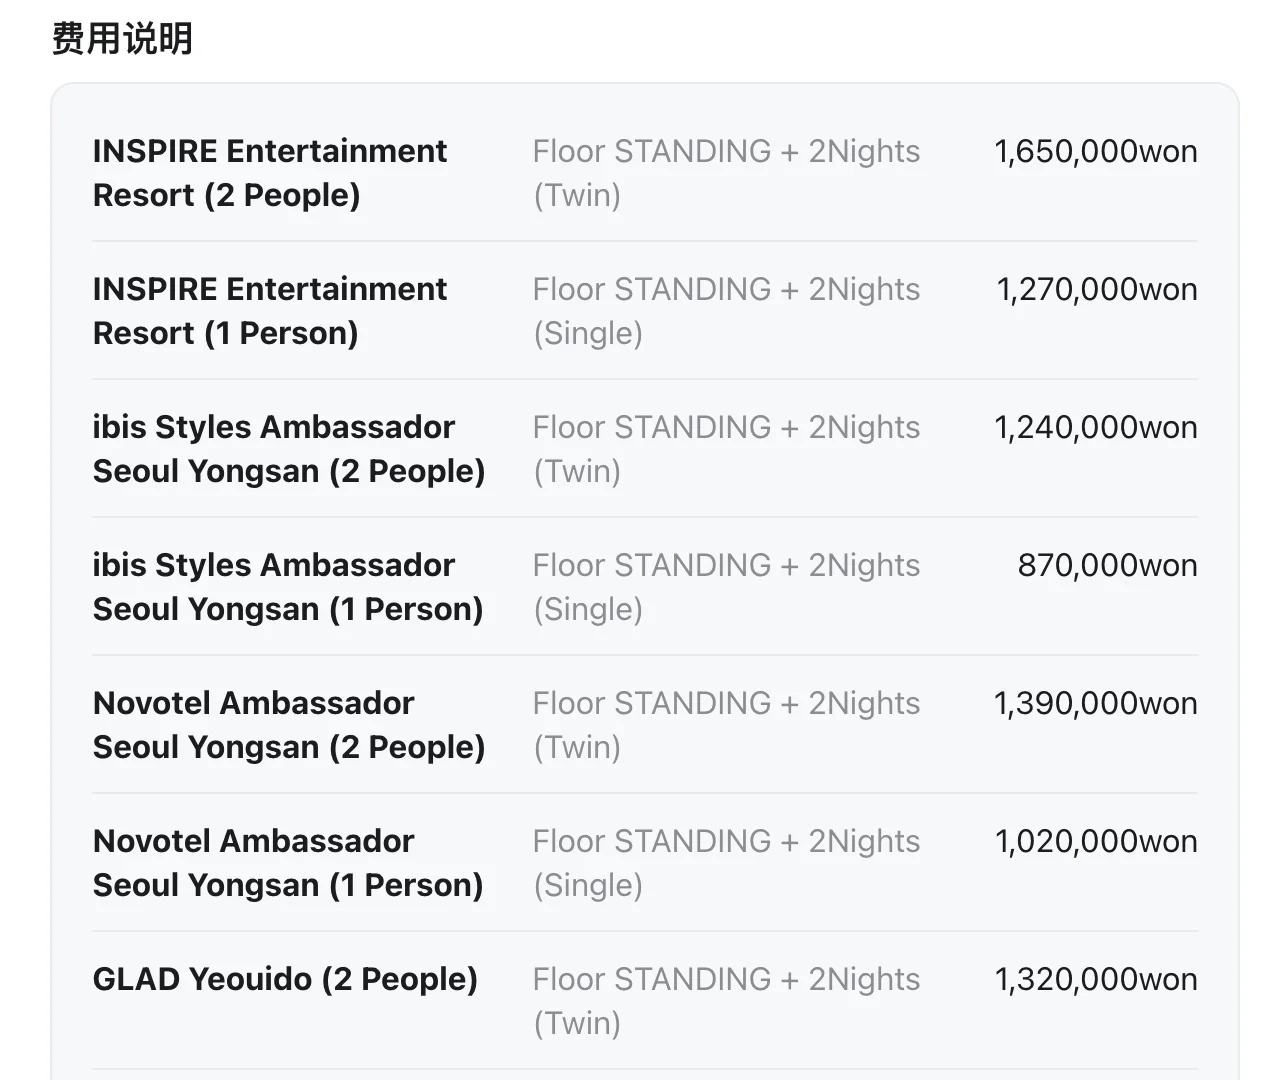 费用说明
INSPIRE Entertainment Floor STANDING + 2Nights 1,650,000won
Resort (2 People) (Twin)
INSPIRE Entertainment Floor STANDING + 2Nights 1,270,000won
Resort (1 Person) (Single)
ibis Styles Ambassador Floor STANDING + 2Nights 1,240,000won
Seoul Yongsan (2 People) (Twin)
ibis Styles Ambassador Floor STANDING + 2Nights 870,000won
Seoul Yongsan (1 Person) (Single)
Novotel Ambassador Floor STANDING + 2Nights 1,390,000won
Seoul Yongsan (2 People) (Twin)
Novotel Ambassador Floor STANDING + 2Nights 1,020,000won
Seoul Yongsan (1 Person) (Single)
GLAD Yeouido (2 People) Floor STANDING + 2Nights 1,320,000won
(Twin)